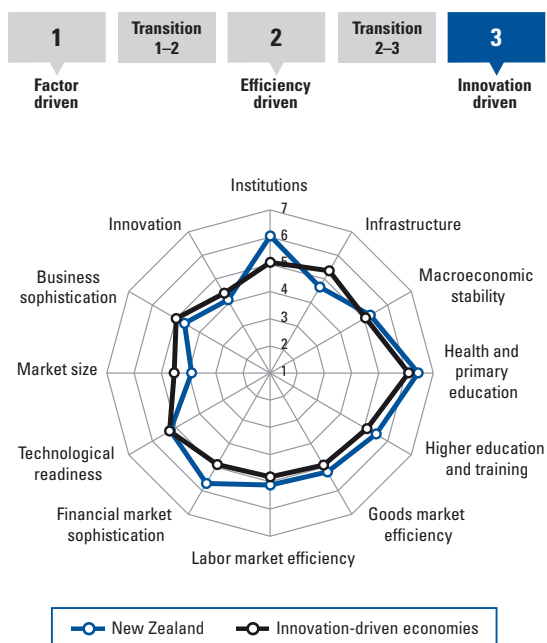 1
Transition
1–2
2
Transition
2–3
3
Factor
driven
Efficiency
driven
Innovation
driven
Institutions
7
Innovation
Infrastructure
6
5
Business
sophistication
Macroeconomic
stability
4
3
2
Market size
1
Health and
primary
education
Technological
readiness
Higher education
and training
Financial market
sophistication
Goods market
efficiency
Labor market efficiency
New Zealand
Innovation-driven economies